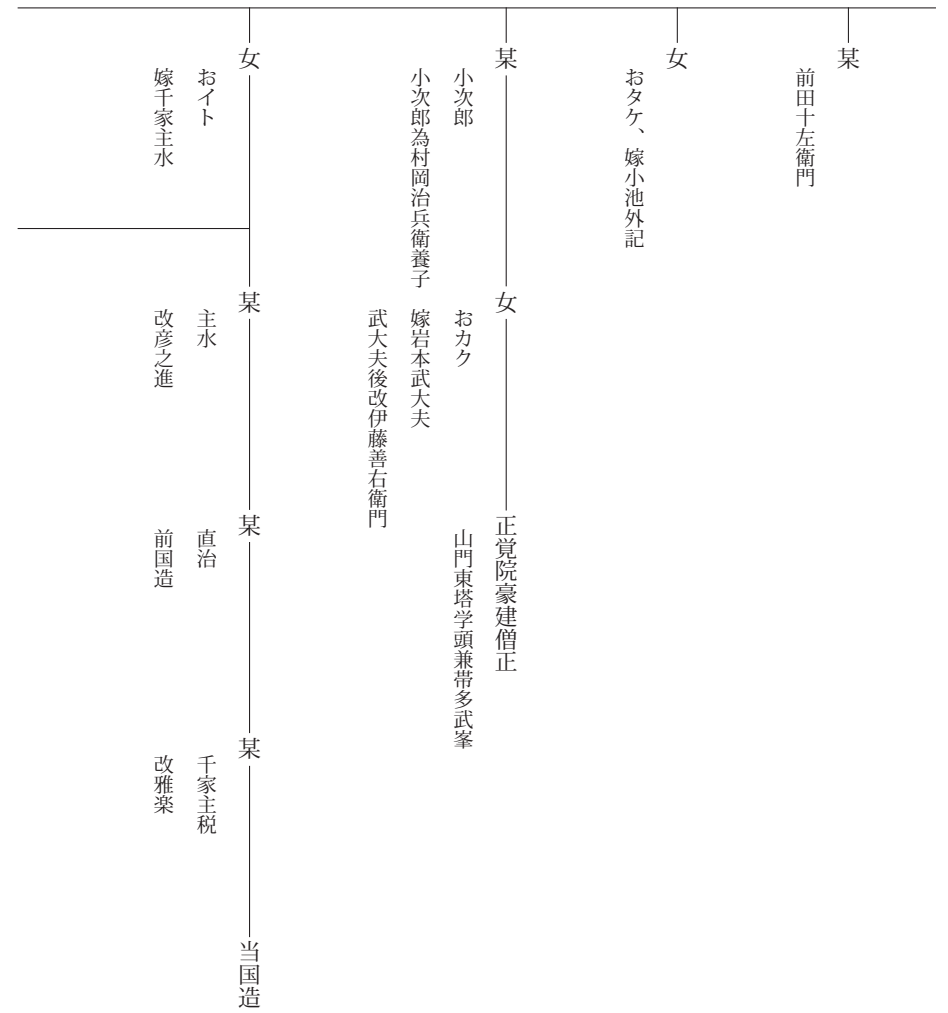 某
前田十左衛門
女
おタケ、嫁小池外記
某
小次郎
小次郎為村岡治兵衛養子
女
おカク
嫁岩本武大夫
武大夫後改伊藤善右衛門
正覚院豪建僧正
山門東塔学頭兼帯多武峯
女
おイト
嫁千家主水
某
主水
改彦之進
某
直治
前国造
某
千家主税
改雅楽
当国造